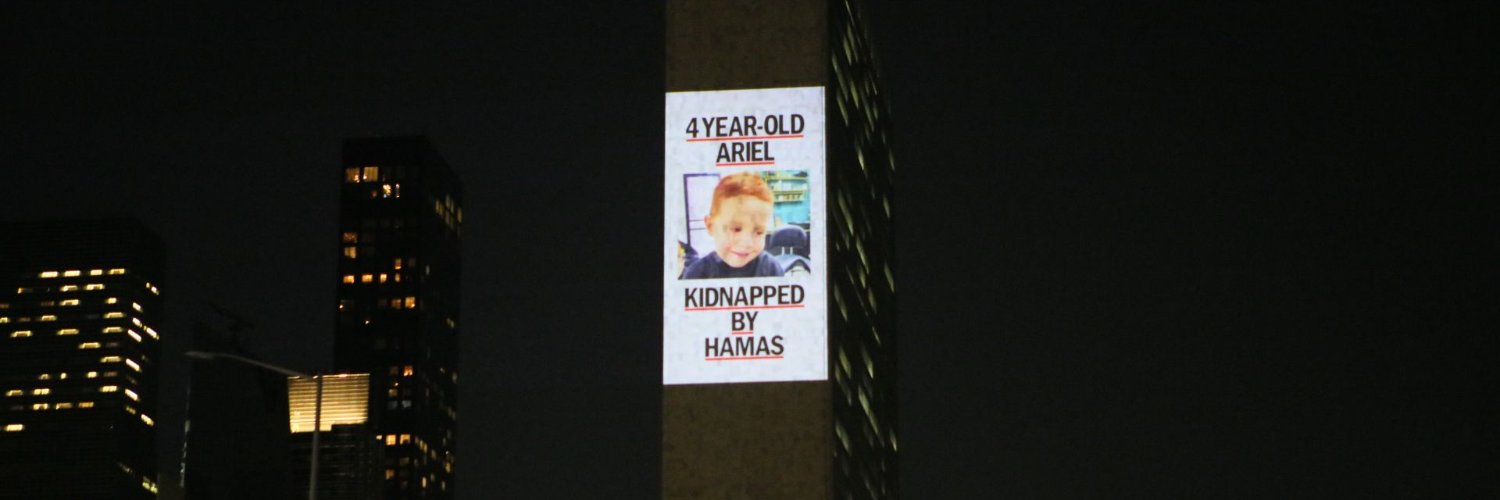 4 YEAR-OLD
ARIEL
KIDNAPPED
BY
HAMAS